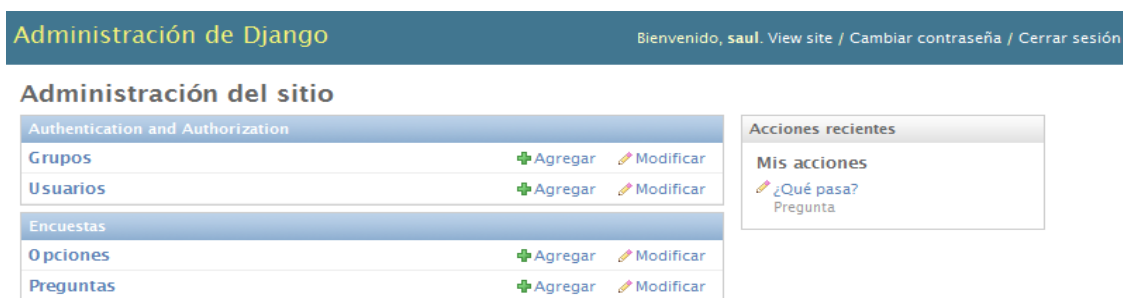 Administración de Django
Bienvenido, saul. View site / Cambiar contraseña / Cerrar sesión
Administración del sitio
Authentication and Authorization
Grupos Agregar Modificar
Usuarios Agregar Modificar
Encuestas
Opciones Agregar Modificar
Preguntas Agregar Modificar
Acciones recientes
Mis acciones
¿Qué pasa?
Pregunta